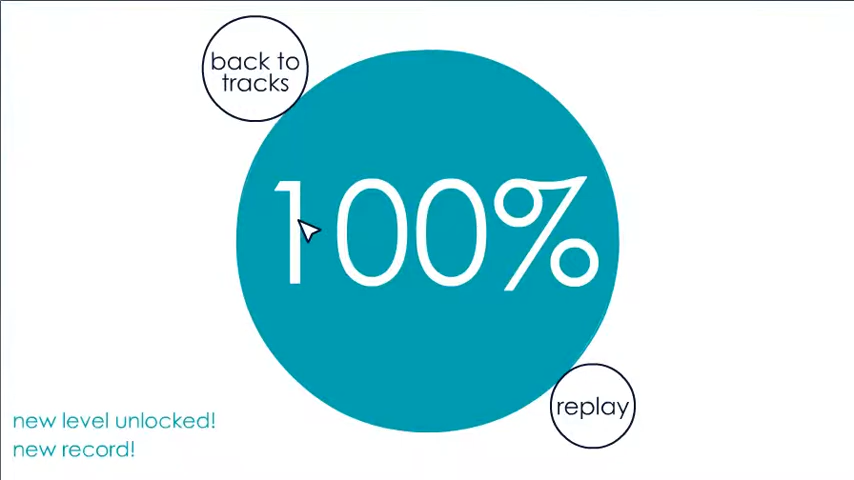 back to
tracks
100%
replay
new level unlocked!
new record!